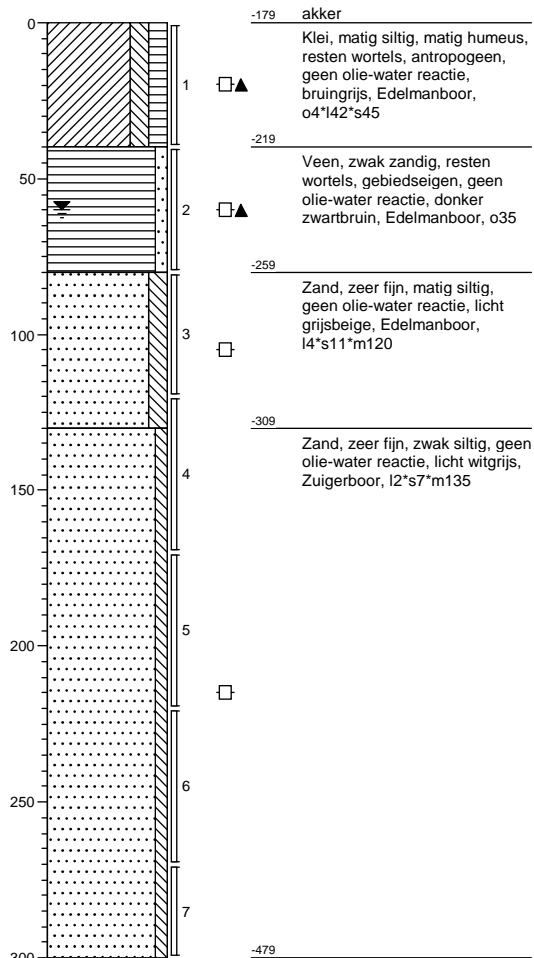 0
-179
akker
Klei, matig siltig, matig humeus,
resten wortels, antropogeen,
geen olie-water reactie,
bruingrijs, Edelmanboor,
o4*l42*s45
1
-219
50
2
Veen, zwak zandig, resten
wortels, gebiedseigen, geen
olie-water reactie, donker
zwartbruin, Edelmanboor, o35
-259
Zand, zeer fijn, matig siltig,
geen olie-water reactie, licht
grijsbeige, Edelmanboor,
l4*s11*m120
100
3
-309
Zand, zeer fijn, zwak siltig, geen
olie-water reactie, licht witgrijs,
Zuigerboor, l2*s7*m135
4
150
5
200
6
250
7
300
-479